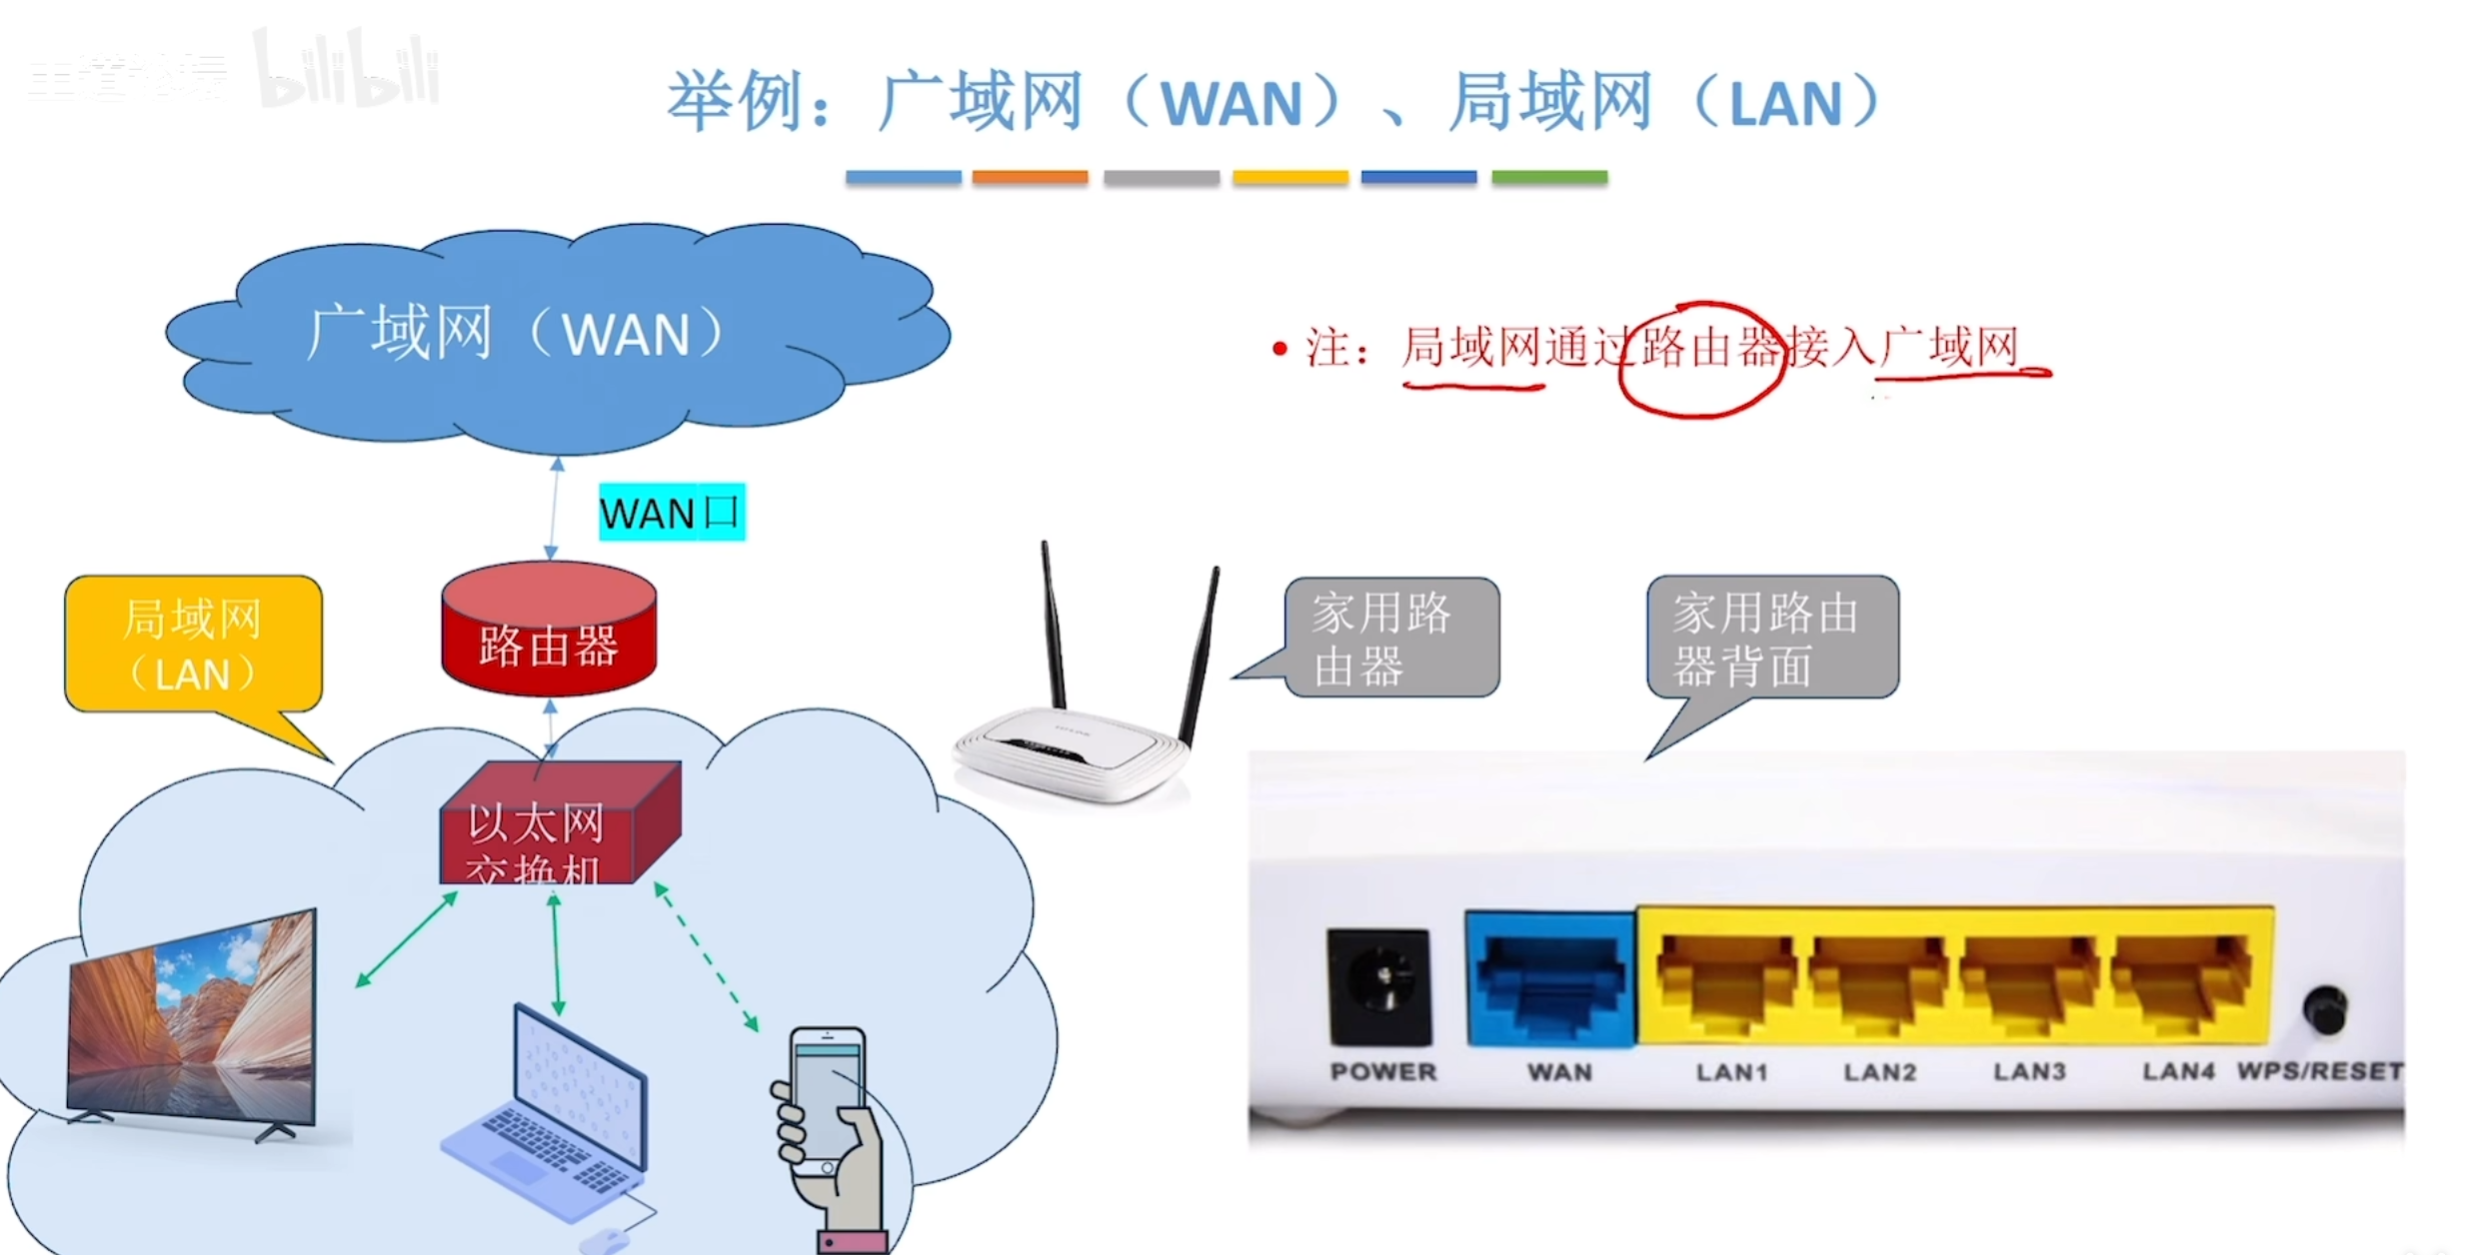 bilibili
举例：广域网（WAN）、局域网（LAN）
广域网（WAN）
• 注：局域网通过路由器接入广域网
WAN口
局域网
（LAN）
路由器
家用路
由器
家用路由
器背面
以太网
交换机
POWER
WAN
LAN1
LAN2
LAN3
LAN4
WPS/RESET